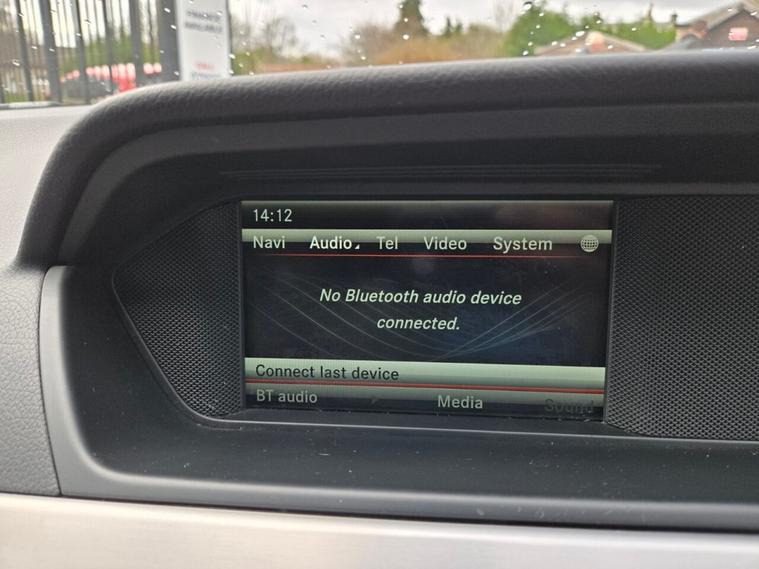 14:12
Navi Audio Tel Video System
No Bluetooth audio device
connected.
Connect last device
BT audio Media Sound